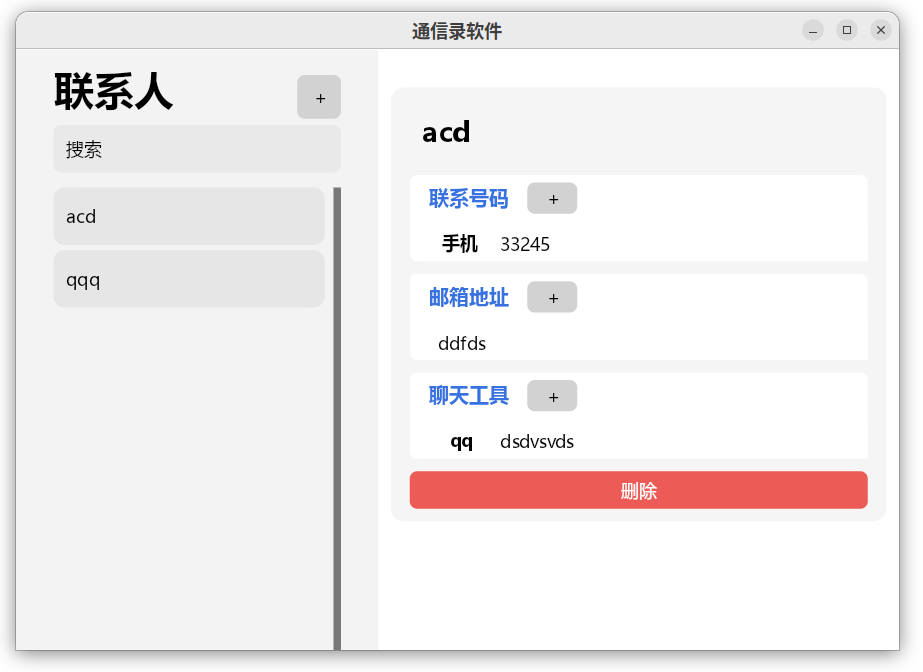 通信录软件
联系人
+
搜索
acd
qqq
acd
联系号码 +
手机 33245
邮箱地址 +
ddfds
聊天工具 +
qq dsdvsvds
删除